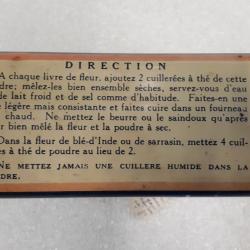 DIRECTION
A chaque livre de fleur, ajoutez 2 cuillerées à thé de cette
dre; mêlez-les bien ensemble sèches, servez-vous d'eau
de lait froid et de sel comme d'habitude. Faites-en une
e légère mais consistante et faites cuire dans un fourneau
chaud. Ne mettez le beurre ou le saindoux qu'après
r bien mêlé la fleur et la poudre à sec.
Dans la fleur de blé-d'Inde ou de sarrasin, mettez 4 cuil-
s à thé de poudre au lieu de 2.
NE METTEZ JAMAIS UNE CUILLERE HUMIDE DANS LA
DRE.